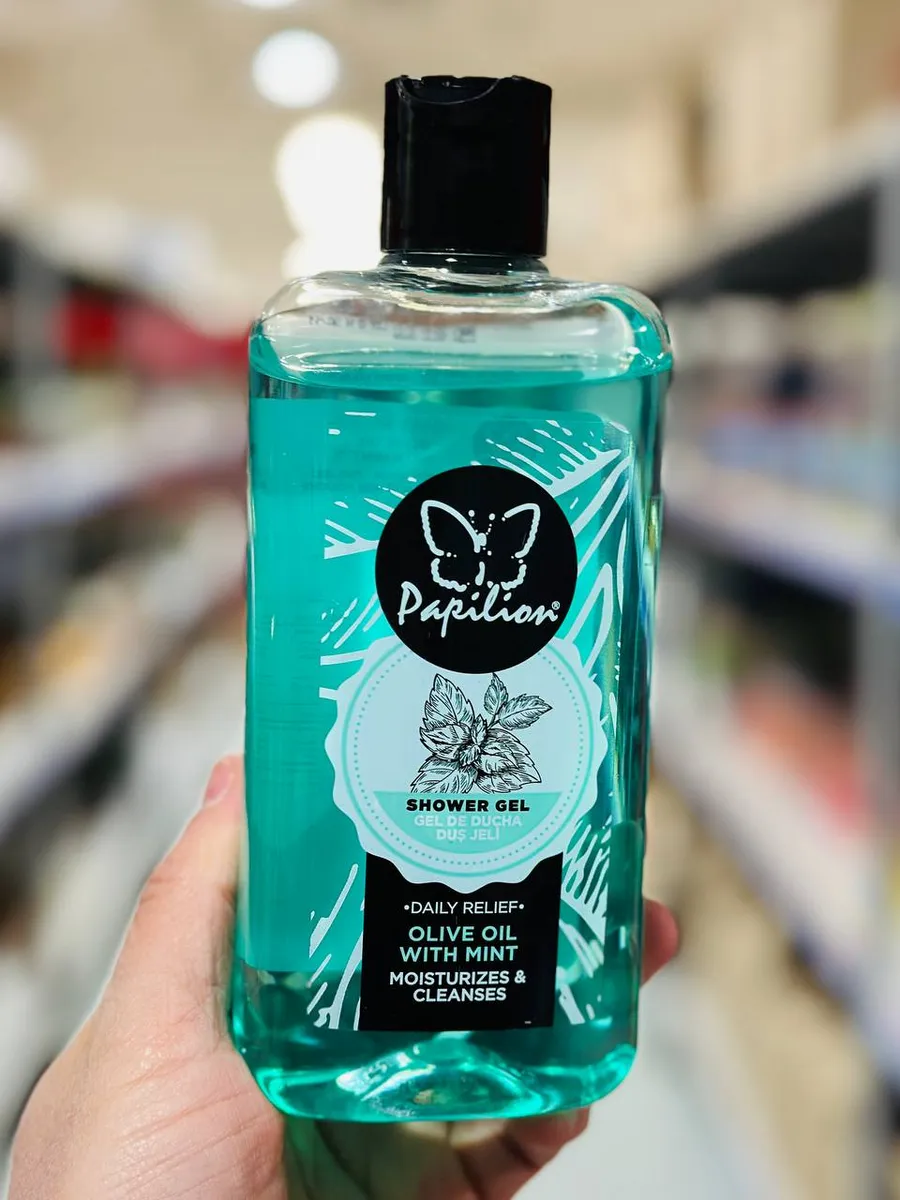 Papilion®
SHOWER GEL
GEL DE DUCHA
DUŞ JELİ
•DAILY RELIEF•
OLIVE OIL
WITH MINT
MOISTURIZES &
CLEANSES